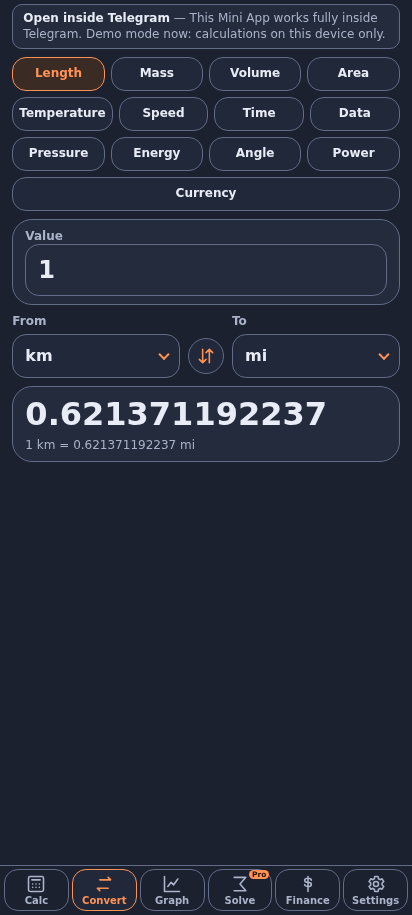 Open inside Telegram — This Mini App works fully inside
Telegram. Demo mode now: calculations on this device only.
Length Mass Volume Area
Temperature Speed Time Data
Pressure Energy Angle Power
Currency
Value
1
From To
km mi
0.621371192237
1 km = 0.621371192237 mi
Pro
Calc Convert Graph Solve Finance Settings